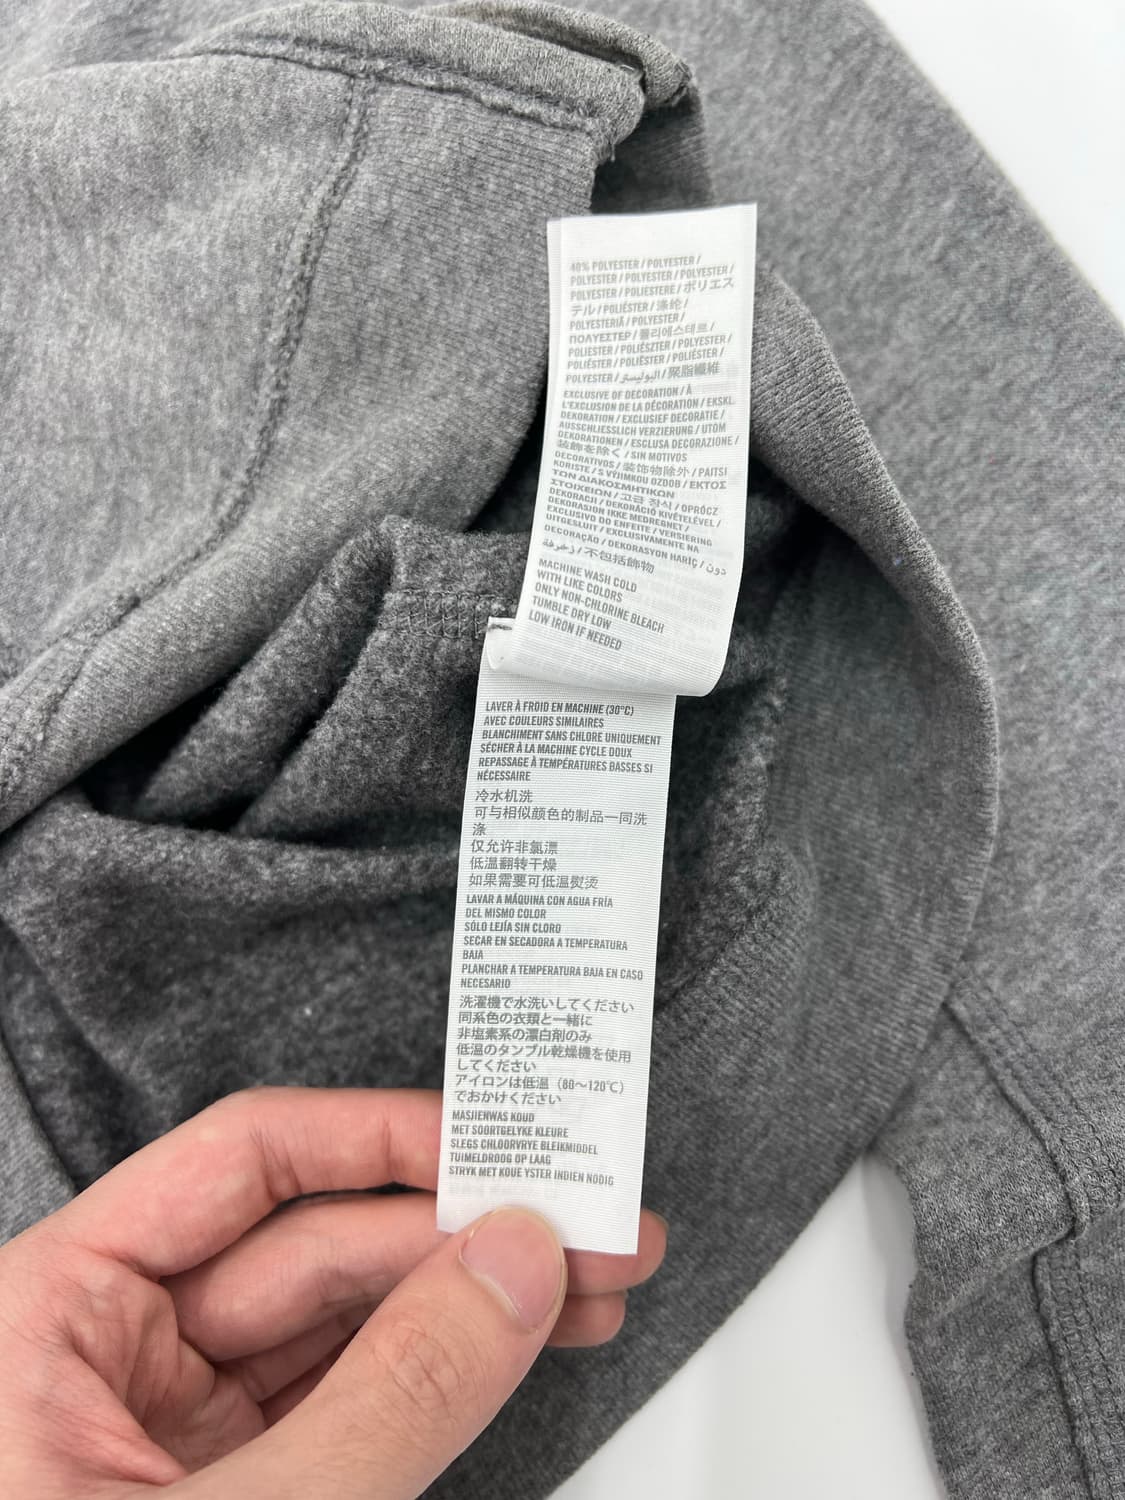 40% POLYESTER / POLYESTER /
POLYESTER / POLYESTER / POLYESTER /
POLYESTER / POLIESTERE / ポリエス
テル / POLIÉSTER / 涤纶 /
POLYESTERIÄ / POLYESTER /
ΠΟΛΥΕΣΤΕΡ / 폴리에스테르 /
POLIESTER / POLIÉSZTER / POLYESTER /
POLIÉSTER / POLIÈSTER / POLIÉSTER /
POLYESTER / البوليستر / 聚脂纖維
EXCLUSIVE OF DECORATION / À
L'EXCLUSION DE LA DÉCORATION / EKSKL.
DEKORATION / EXCLUSIEF DECORATIE /
AUSSCHLIESSLICH VERZIERUNG / UTOM
DEKORATIONEN / ESCLUSA DECORAZIONE /
装飾を除く / SIN MOTIVOS
DECORATIVOS / 装饰物除外 / PAITSI
KORISTE / S VÝJIMKOU OZDOB / ΕΚΤΟΣ
ΤΩΝ ΔΙΑΚΟΣΜΗΤΙΚΩΝ
ΣΤΟΙΧΕΙΩΝ / 고급 장식 / OPRÓCZ
DEKORACJI / DEKORÁCIÓ KIVÉTELÉVEL /
DEKORASJON IKKE MEDREGNET /
EXCLUSIVO DO ENFEITE / VERSIERING
UITGESLUIT / EXCLUSIVAMENTE NA
DECORAÇÃO / DEKORASYON HARIÇ / دون
زخرفة / 不包括飾物
MACHINE WASH COLD
WITH LIKE COLORS
ONLY NON-CHLORINE BLEACH
TUMBLE DRY LOW
LOW IRON IF NEEDED
LAVER À FROID EN MACHINE (30°C)
AVEC COULEURS SIMILAIRES
BLANCHIMENT SANS CHLORE UNIQUEMENT
SÉCHER À LA MACHINE CYCLE DOUX
REPASSAGE À TEMPÉRATURES BASSES SI
NÉCESSAIRE
冷水机洗
可与相似颜色的制品一同洗
涤
仅允许非氯漂
低温翻转干燥
如果需要可低温熨烫
LAVAR A MÁQUINA CON AGUA FRÍA
DEL MISMO COLOR
SÓLO LEJÍA SIN CLORO
SECAR EN SECADORA A TEMPERATURA
BAJA
PLANCHAR A TEMPERATURA BAJA EN CASO
NECESARIO
洗濯機で水洗いしてください
同系色の衣類と一緒に
非塩素系の漂白剤のみ
低温のタンブル乾燥機を使用
してください
アイロンは低温（80～120℃）
でおかけください
MASJIENWAS KOUD
MET SOORTGELYKE KLEURE
SLEGS CHLOORVRYE BLEIKMIDDEL
TUIMELDROOG OP LAAG
STRYK MET KOUE YSTER INDIEN NODIG